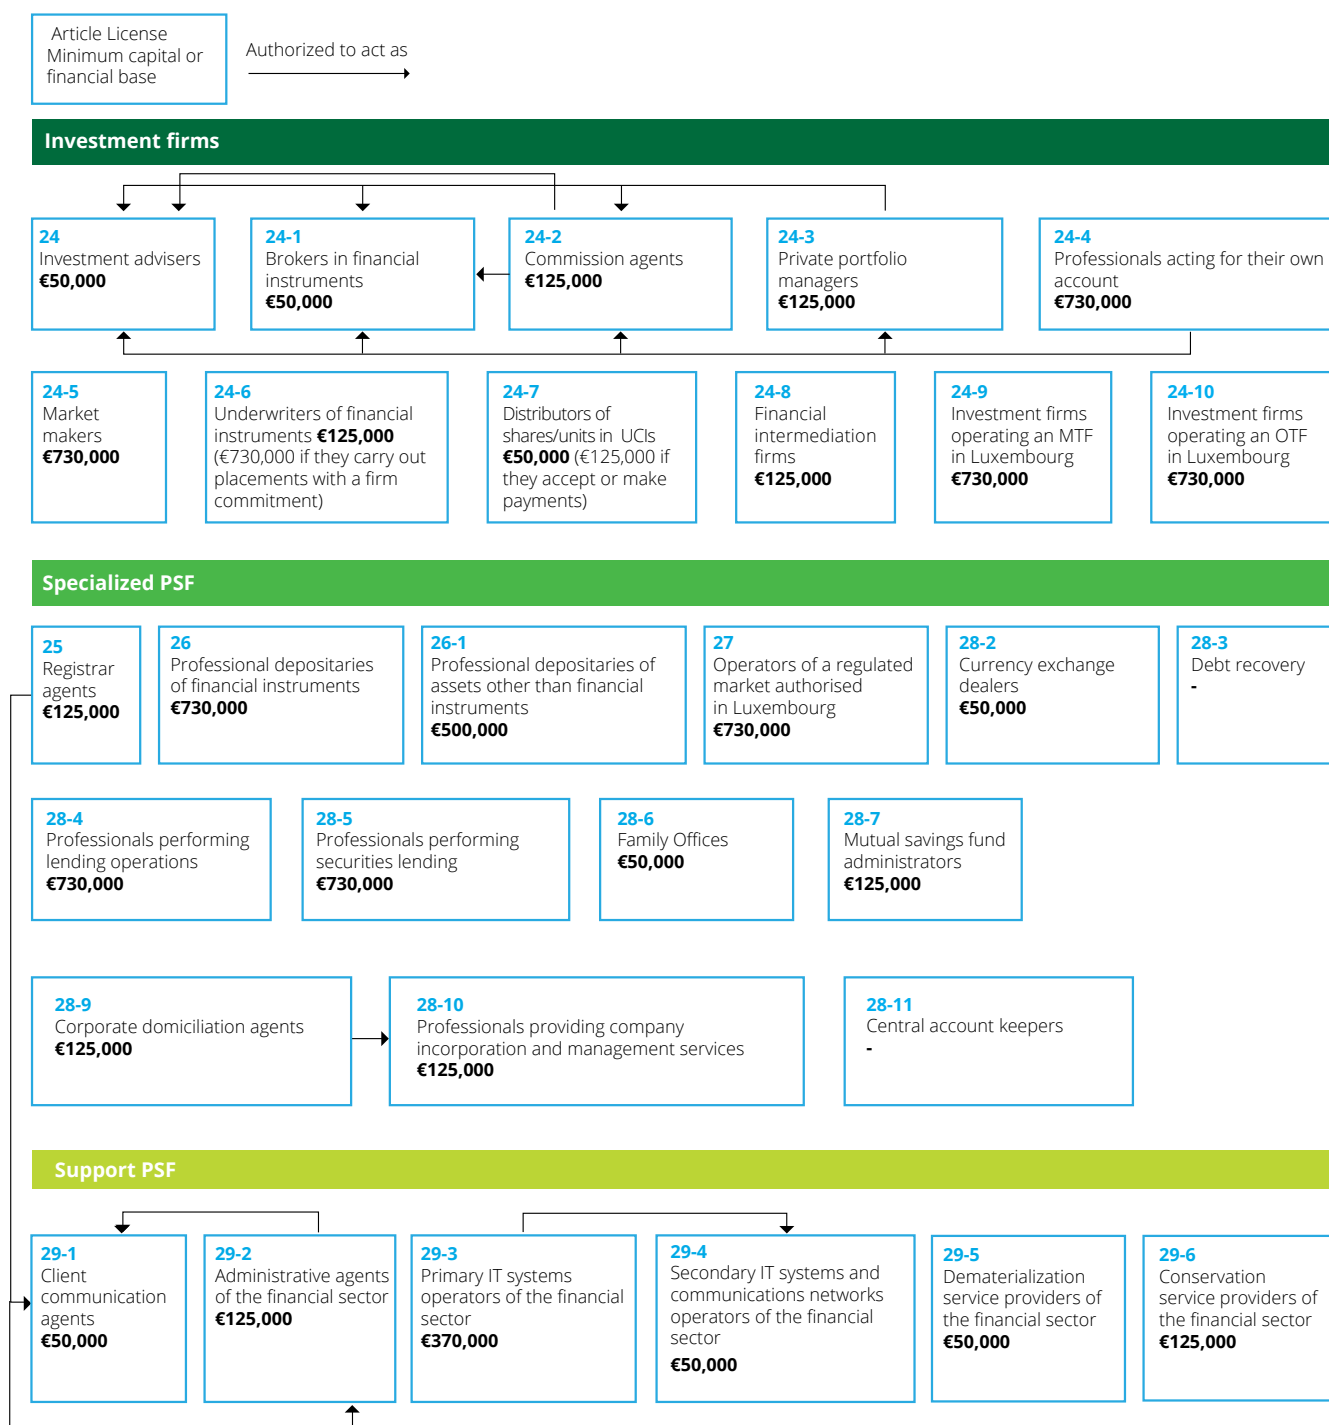 Article License
Minimum capital or
financial base
Authorized to act as
Investment firms
24
Investment advisers
€50,000
24-1
Brokers in financial
instruments
€50,000
24-2
Commission agents
€125,000
24-3
Private portfolio
managers
€125,000
24-4
Professionals acting for their own
account
€730,000
24-5
Market
makers
€730,000
24-6
Underwriters of financial
instruments €125,000
(€730,000 if they carry out
placements with a firm
commitment)
24-7
Distributors of
shares/units in UCIs
€50,000 (€125,000 if
they accept or make
payments)
24-8
Financial
intermediation
firms
€125,000
24-9
Investment firms
operating an MTF
in Luxembourg
€730,000
24-10
Investment firms
operating an OTF
in Luxembourg
€730,000
Specialized PSF
25
Registrar
agents
€125,000
26
Professional depositaries
of financial instruments
€730,000
26-1
Professional depositaries of
assets other than financial
instruments
€500,000
27
Operators of a regulated
market authorised
in Luxembourg
€730,000
28-2
Currency exchange
dealers
€50,000
28-3
Debt recovery
-
28-4
Professionals performing
lending operations
€730,000
28-5
Professionals performing
securities lending
€730,000
28-6
Family Offices
€50,000
28-7
Mutual savings fund
administrators
€125,000
28-9
Corporate domiciliation agents
€125,000
28-10
Professionals providing company
incorporation and management services
€125,000
28-11
Central account keepers
-
Support PSF
29-1
Client
communication
agents
€50,000
29-2
Administrative agents
of the financial sector
€125,000
29-3
Primary IT systems
operators of the financial
sector
€370,000
29-4
Secondary IT systems and
communications networks
operators of the financial
sector
€50,000
29-5
Dematerialization
service providers of
the financial sector
€50,000
29-6
Conservation
service providers of
the financial sector
€125,000